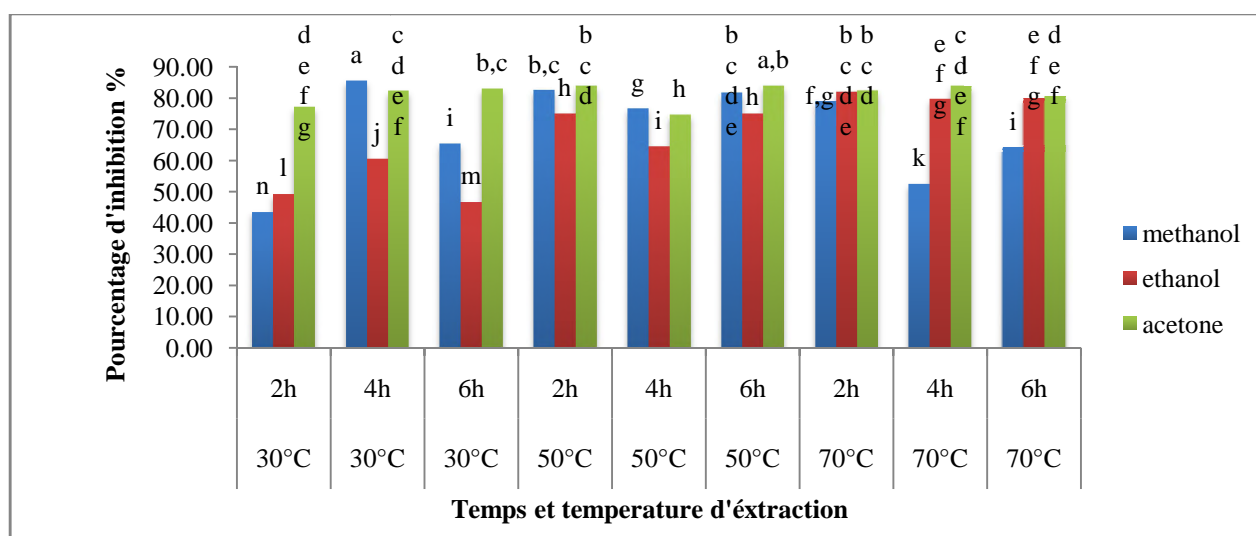 Pourcentage d'inhibition %
90.00
80.00
70.00
60.00
50.00
40.00
30.00
20.00
10.00
0.00
n
l
d
e
f
g
a
j
c
d
e
f
i
m
b,c
b,c
h
b
c
d
g
i
h
b
c
d
e
h
a,b
f,g
b
c
d
e
b
c
d
k
e
f
g
c
d
e
f
i
e
f
g
d
e
f
2h 4h 6h 2h 4h 6h 2h 4h 6h
30°C 30°C 30°C 50°C 50°C 50°C 70°C 70°C 70°C
Temps et temperature d'éxtraction
methanol
ethanol
acetone